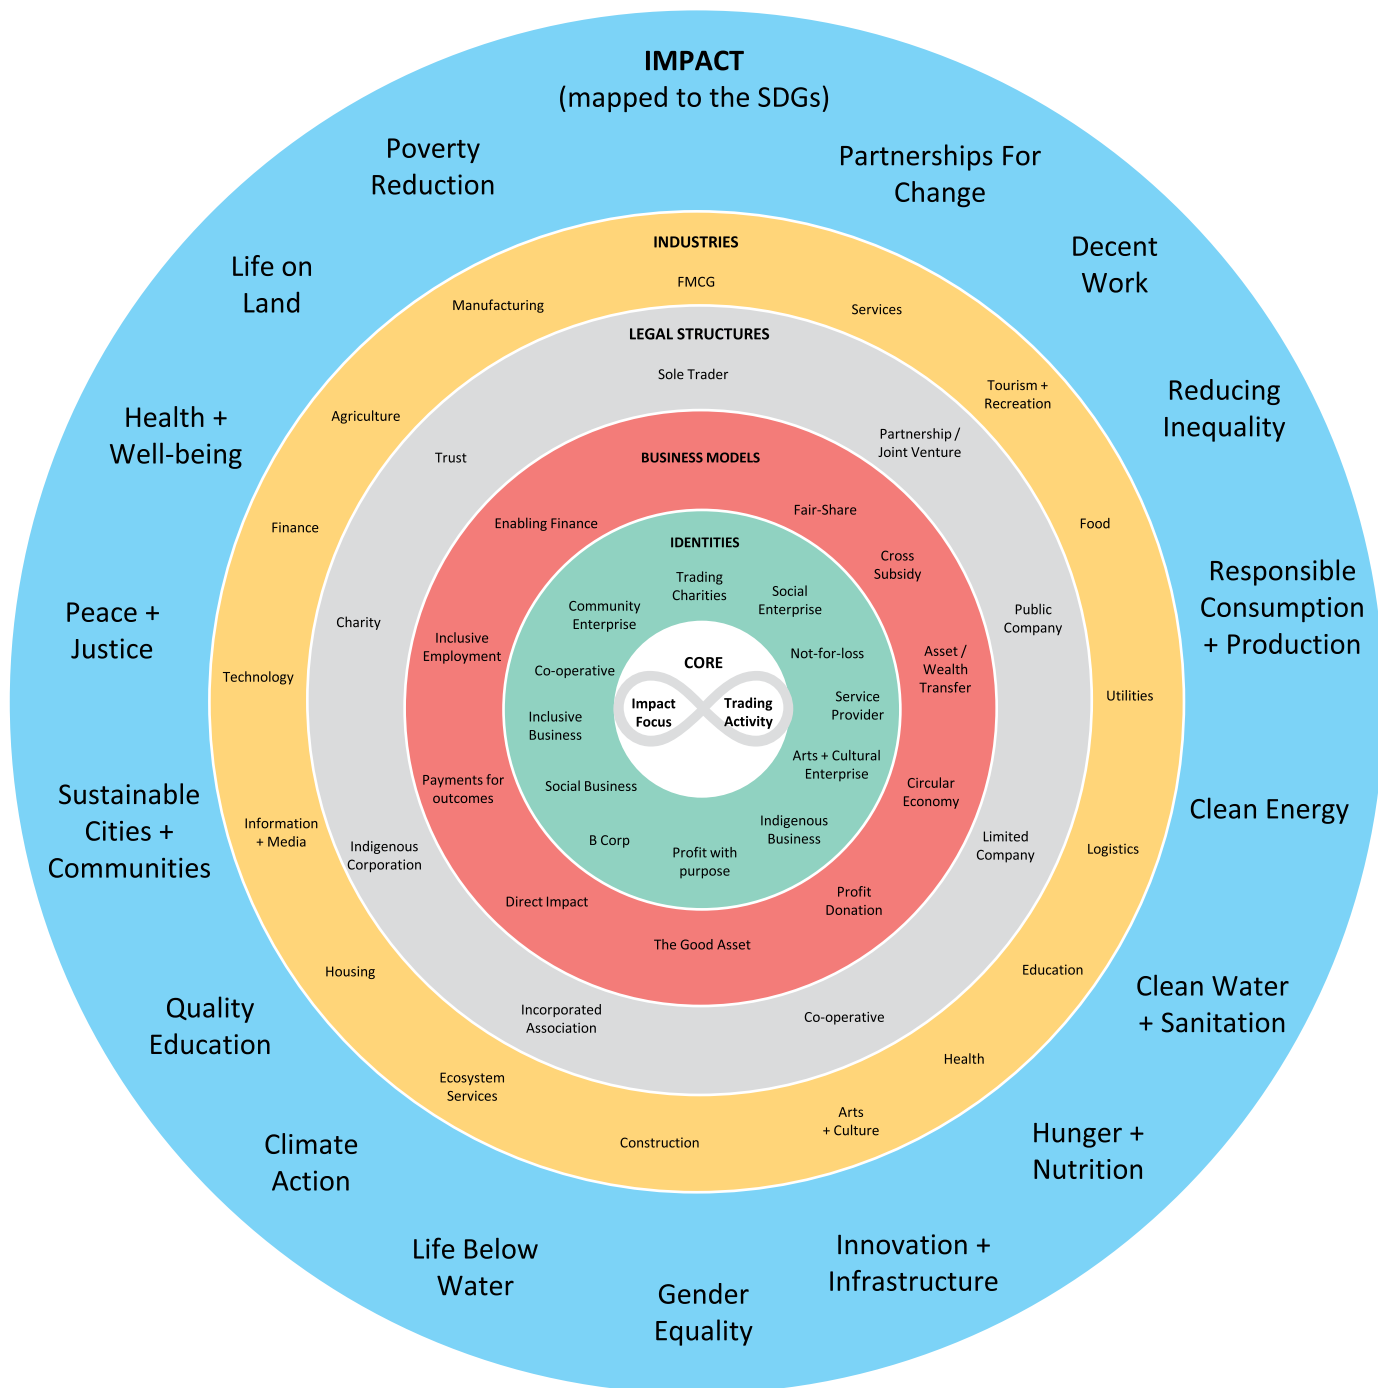 IMPACT
(mapped to the SDGs)
Partnerships For
Change
Decent
Work
Reducing
Inequality
Responsible
Consumption
+ Production
Clean Energy
Clean Water
+ Sanitation
Hunger +
Nutrition
Innovation +
Infrastructure
Gender
Equality
Life Below
Water
Climate
Action
Quality
Education
Sustainable
Cities +
Communities
Peace +
Justice
Health +
Well-being
Life on
Land
Poverty
Reduction
INDUSTRIES
FMCG
Services
Tourism +
Recreation
Food
Utilities
Logistics
Education
Health
Arts
+ Culture
Construction
Ecosystem
Services
Housing
Information
+ Media
Technology
Finance
Agriculture
Manufacturing
LEGAL STRUCTURES
Sole Trader
Partnership /
Joint Venture
Public
Company
Limited
Company
Co-operative
Incorporated
Association
Indigenous
Corporation
Charity
Trust
BUSINESS MODELS
Fair-Share
Cross
Subsidy
Asset /
Wealth
Transfer
Circular
Economy
Profit
Donation
The Good Asset
Direct Impact
Payments for
outcomes
Inclusive
Employment
Enabling Finance
IDENTITIES
Trading
Charities
Social
Enterprise
Not-for-loss
Service
Provider
Arts + Cultural
Enterprise
Indigenous
Business
Profit with
purpose
B Corp
Social Business
Inclusive
Business
Co-operative
Community
Enterprise
CORE
Impact
Focus
Trading
Activity